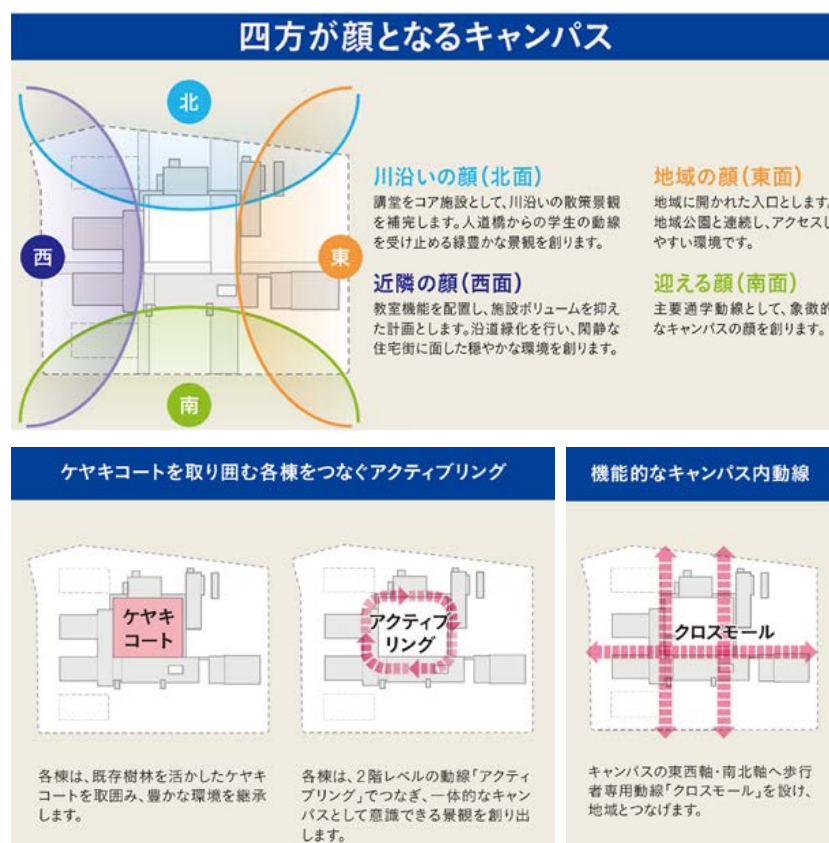 四方が顔となるキャンパス
北
西
東
南
川沿いの顔(北面)
講堂をコア施設として、川沿いの散策景観
を補完します。人道橋からの学生の動線
を受け止める緑豊かな景観を創ります。
地域の顔(東面)
地域に開かれた入口とします。
地域公園と連続し、アクセスし
やすい環境です。
近隣の顔(西面)
教室機能を配置し、施設ボリュームを抑え
た計画とします。沿道緑化を行い、閑静な
住宅街に面した穏やかな環境を創ります。
迎える顔(南面)
主要通学動線として、象徴的
なキャンパスの顔を創ります。
ケヤキコートを取り囲む各棟をつなぐアクティブリング
ケヤキ
コート
各棟は、既存樹林を活かしたケヤキ
コートを取囲み、豊かな環境を継承
します。
アクティブ
リング
各棟は、2階レベルの動線「アクティ
ブリング」でつなぎ、一体的なキャン
パスとして意識できる景観を創り出
します。
機能的なキャンパス内動線
クロスモール
キャンパスの東西軸・南北軸へ歩行
者専用動線「クロスモール」を設け、
地域とつなげます。